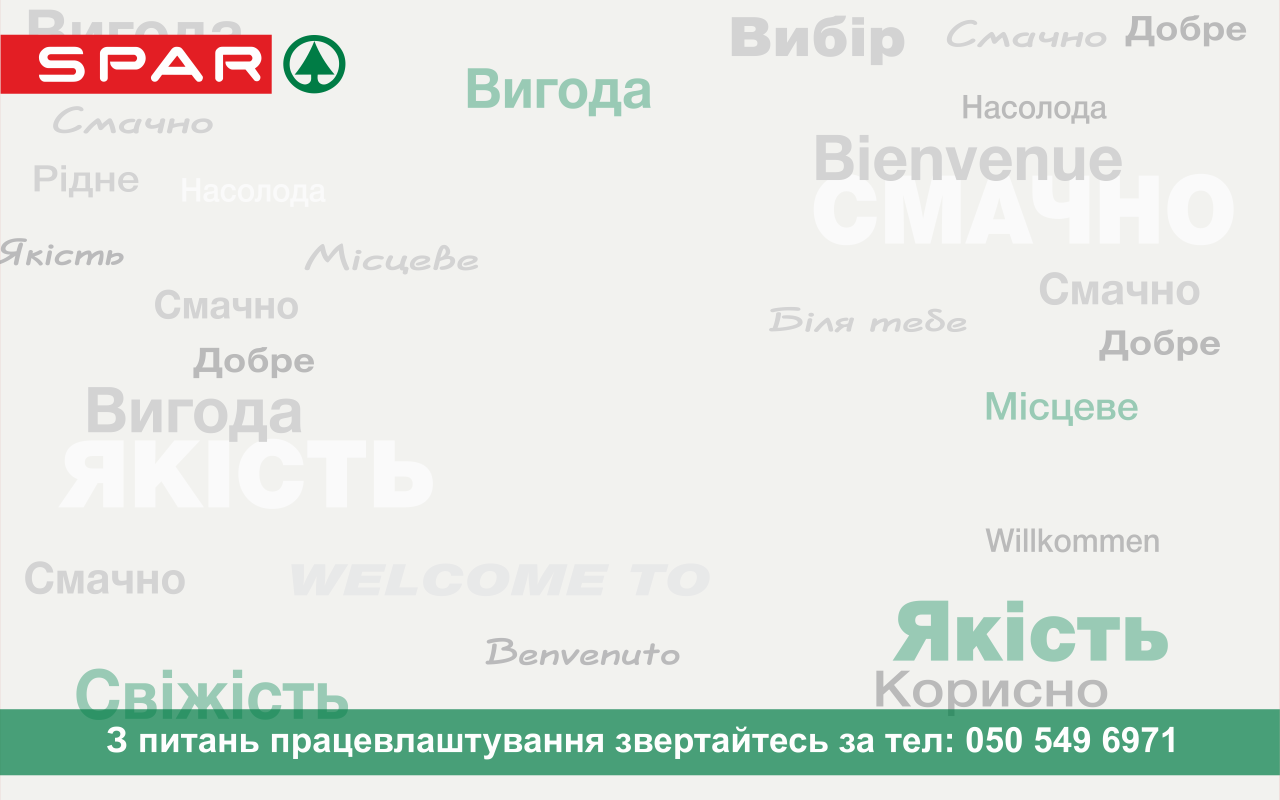 Вигода
SPAR
Вибір
Смачно
Добре
Вигода
Насолода
Смачно
Bienvenue
Рідне
Насолода
СМАЧНО
Якість
Місцеве
Смачно
Смачно
Біля тебе
Добре
Добре
Вигода
Місцеве
ЯКІСТЬ
Willkommen
Смачно
WELCOME TO
Якість
Benvenuto
Свіжість
Корисно
З питань працевлаштування звертайтесь за тел: 050 549 6971